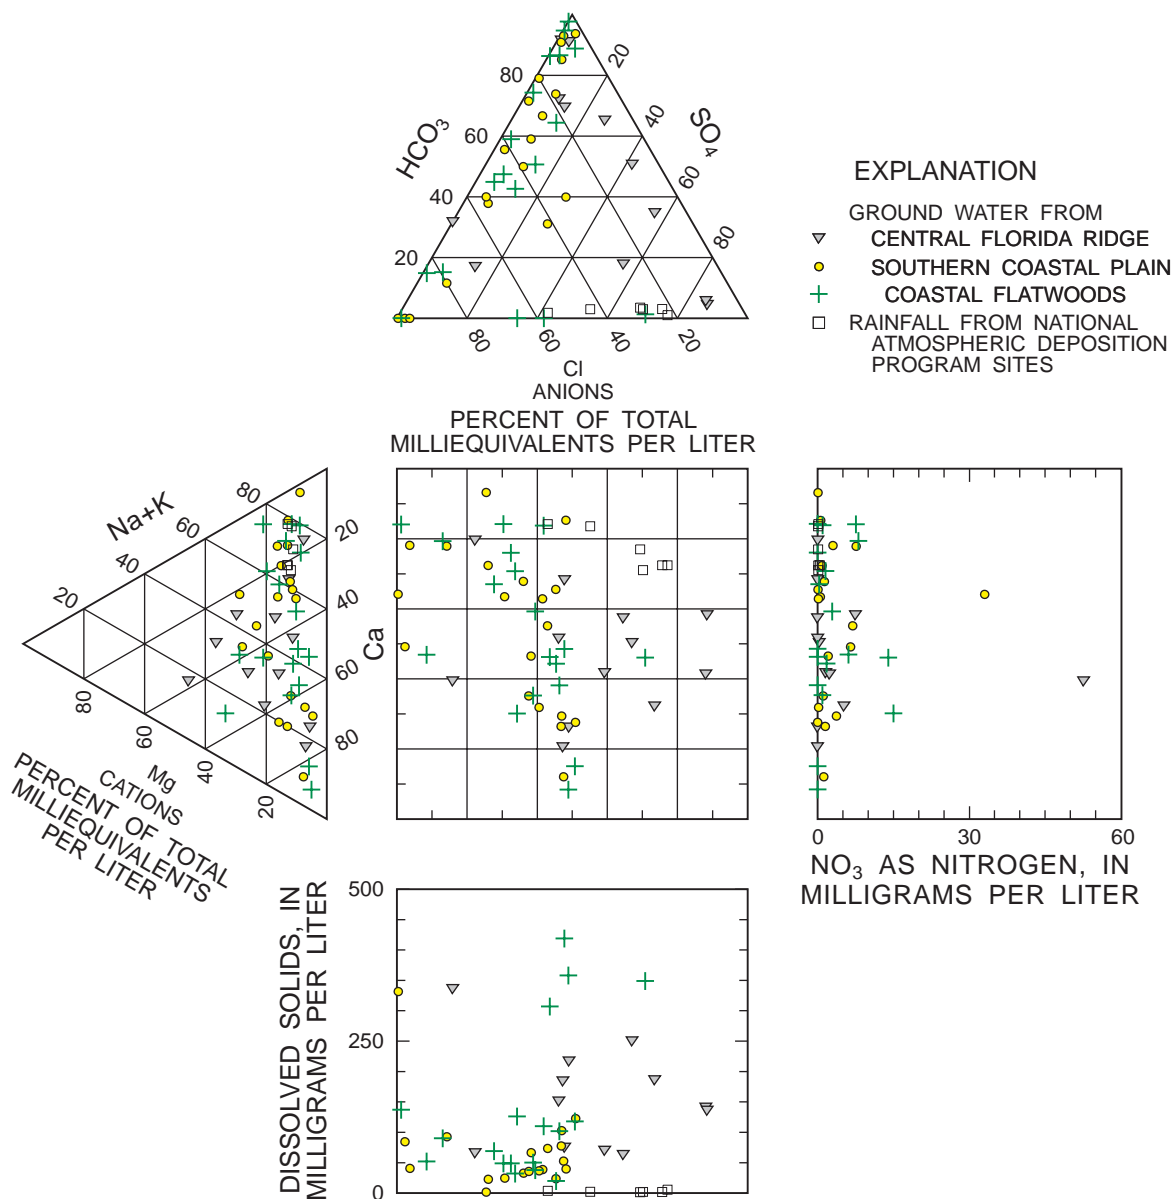 20
80
HCO3
SO4
40
60
60
40
80
20
80
60
40
20
Cl
ANIONS
PERCENT OF TOTAL
MILLIEQUIVALENTS PER LITER
EXPLANATION
GROUND WATER FROM
CENTRAL FLORIDA RIDGE
SOUTHERN COASTAL PLAIN
COASTAL FLATWOODS
RAINFALL FROM NATIONAL
ATMOSPHERIC DEPOSITION
PROGRAM SITES
80
Na+K
60
20
40
20
40
Ca
60
80
80
60
40
20
Mg
CATIONS
PERCENT OF TOTAL
MILLIEQUIVALENTS
PER LITER
0
30
60
NO3 AS NITROGEN, IN
MILLIGRAMS PER LITER
500
250
0
DISSOLVED SOLIDS, IN
MILLIGRAMS PER LITER